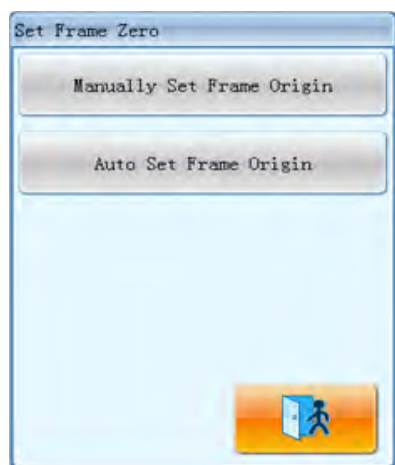 Set Frame Zero
Manually Set Frame Origin
Auto Set Frame Origin